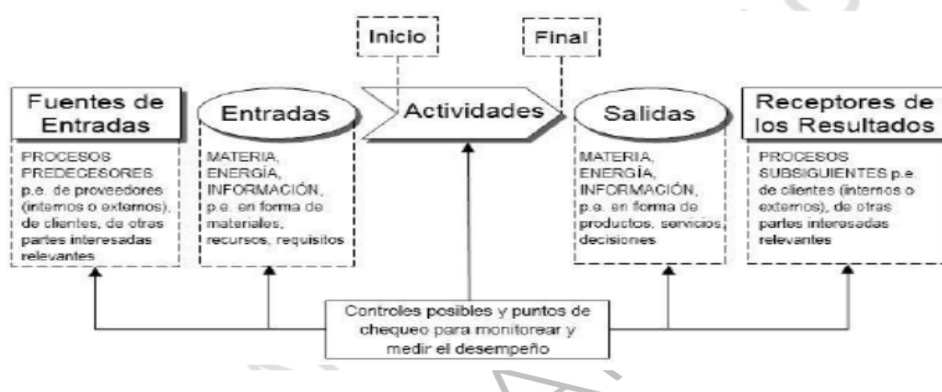 Inicio
Final
Fuentes de
Entradas
Entradas
Actividades
Salidas
Receptores de
los Resultados
PROCESOS
PREDECESORES
p.e. de proveedores
(internos o externos),
de clientes, de otras
partes interesadas
relevantes
MATERIA,
ENERGÍA,
INFORMACIÓN,
p.e. en forma de
materiales,
recursos, requisitos
MATERIA,
ENERGÍA,
INFORMACIÓN,
p.e. en forma de
productos, servicios,
decisiones
PROCESOS
SUBSIGUIENTES p.e.
de clientes (internos o
externos), de otras
partes interesadas
relevantes
Controles posibles y puntos de
chequeo para monitorear y
medir el desempeño